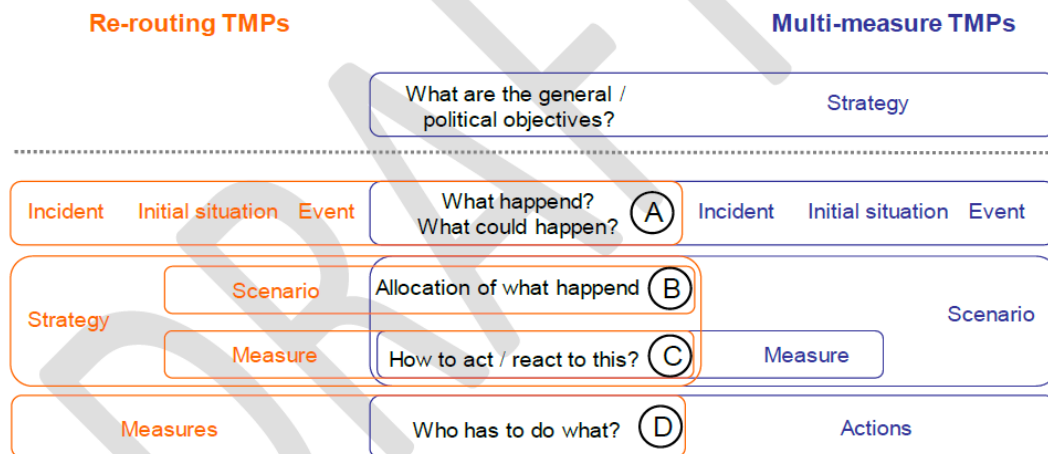 Re-routing TMPs
Multi-measure TMPs
What are the general /
political objectives?
Strategy
Incident Initial situation Event
What happend?
What could happen?
A
Incident Initial situation Event
Strategy
Scenario
Allocation of what happend
B
Scenario
Measure
How to act / react to this?
C
Measure
Measures
Who has to do what?
D
Actions
DRAFT